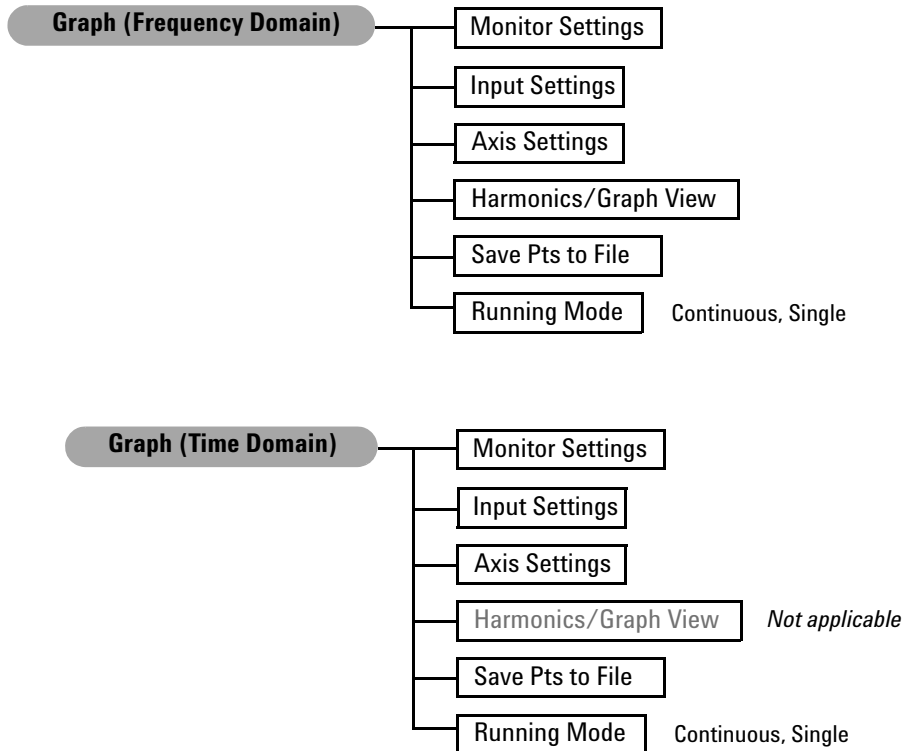 Graph (Frequency Domain)
Monitor Settings
Input Settings
Axis Settings
Harmonics/Graph View
Save Pts to File
Running Mode Continuous, Single
Graph (Time Domain)
Monitor Settings
Input Settings
Axis Settings
Harmonics/Graph View Not applicable
Save Pts to File
Running Mode Continuous, Single